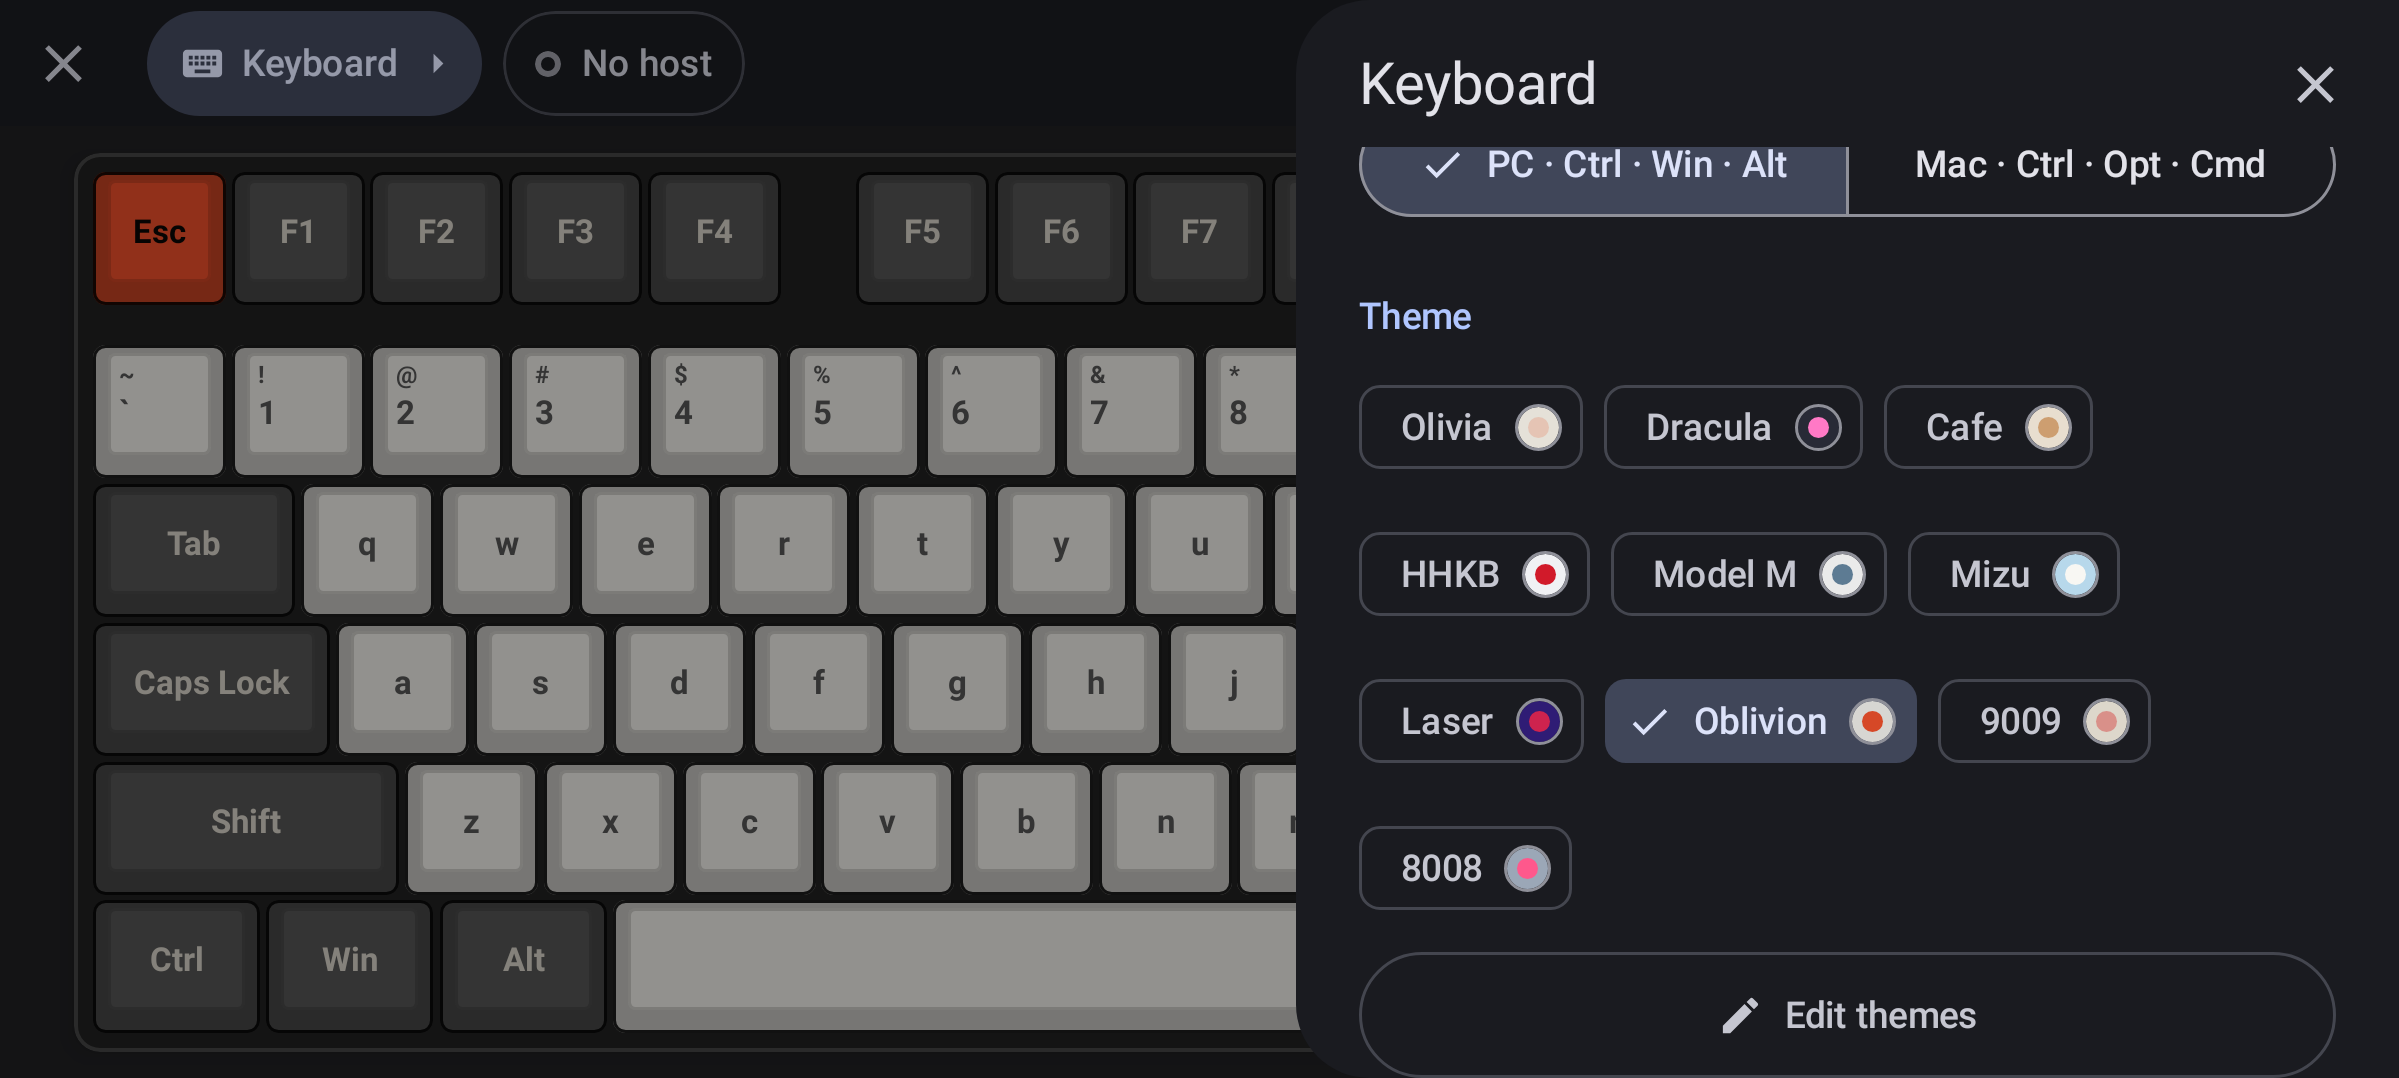 Keyboard
No host
Keyboard
PC · Ctrl · Win · Alt
Mac · Ctrl · Opt · Cmd
Theme
Olivia
Dracula
Cafe
HHKB
Model M
Mizu
Laser
Oblivion
9009
8008
Edit themes
Esc
F1
F2
F3
F4
F5
F6
F7
~
`
!
1
@
2
#
3
$
4
%
5
^
6
&
7
*
8
Tab
q
w
e
r
t
y
u
Caps Lock
a
s
d
f
g
h
j
Shift
z
x
c
v
b
n
Ctrl
Win
Alt